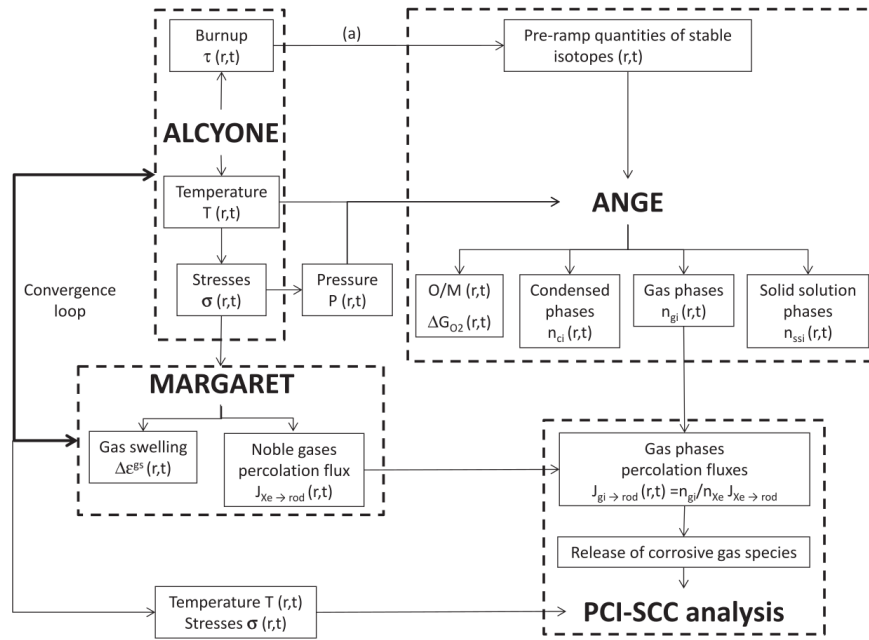 Burnup
τ (r,t)
(a)
Pre-ramp quantities of stable
isotopes (r,t)
ALCYONE
Temperature
T (r,t)
ANGE
Stresses
σ (r,t)
Pressure
P (r,t)
Convergence
loop
O/M (r,t)
ΔG_O2 (r,t)
Condensed
phases
n_ci (r,t)
Gas phases
n_gi (r,t)
Solid solution
phases
n_ssi (r,t)
MARGARET
Gas swelling
Δε^gs (r,t)
Noble gases
percolation flux
J_Xe → rod (r,t)
Gas phases
percolation fluxes
J_gi → rod (r,t) =n_gi/n_Xe J_Xe → rod
Release of corrosive gas species
Temperature T (r,t)
Stresses σ (r,t)
PCI-SCC analysis